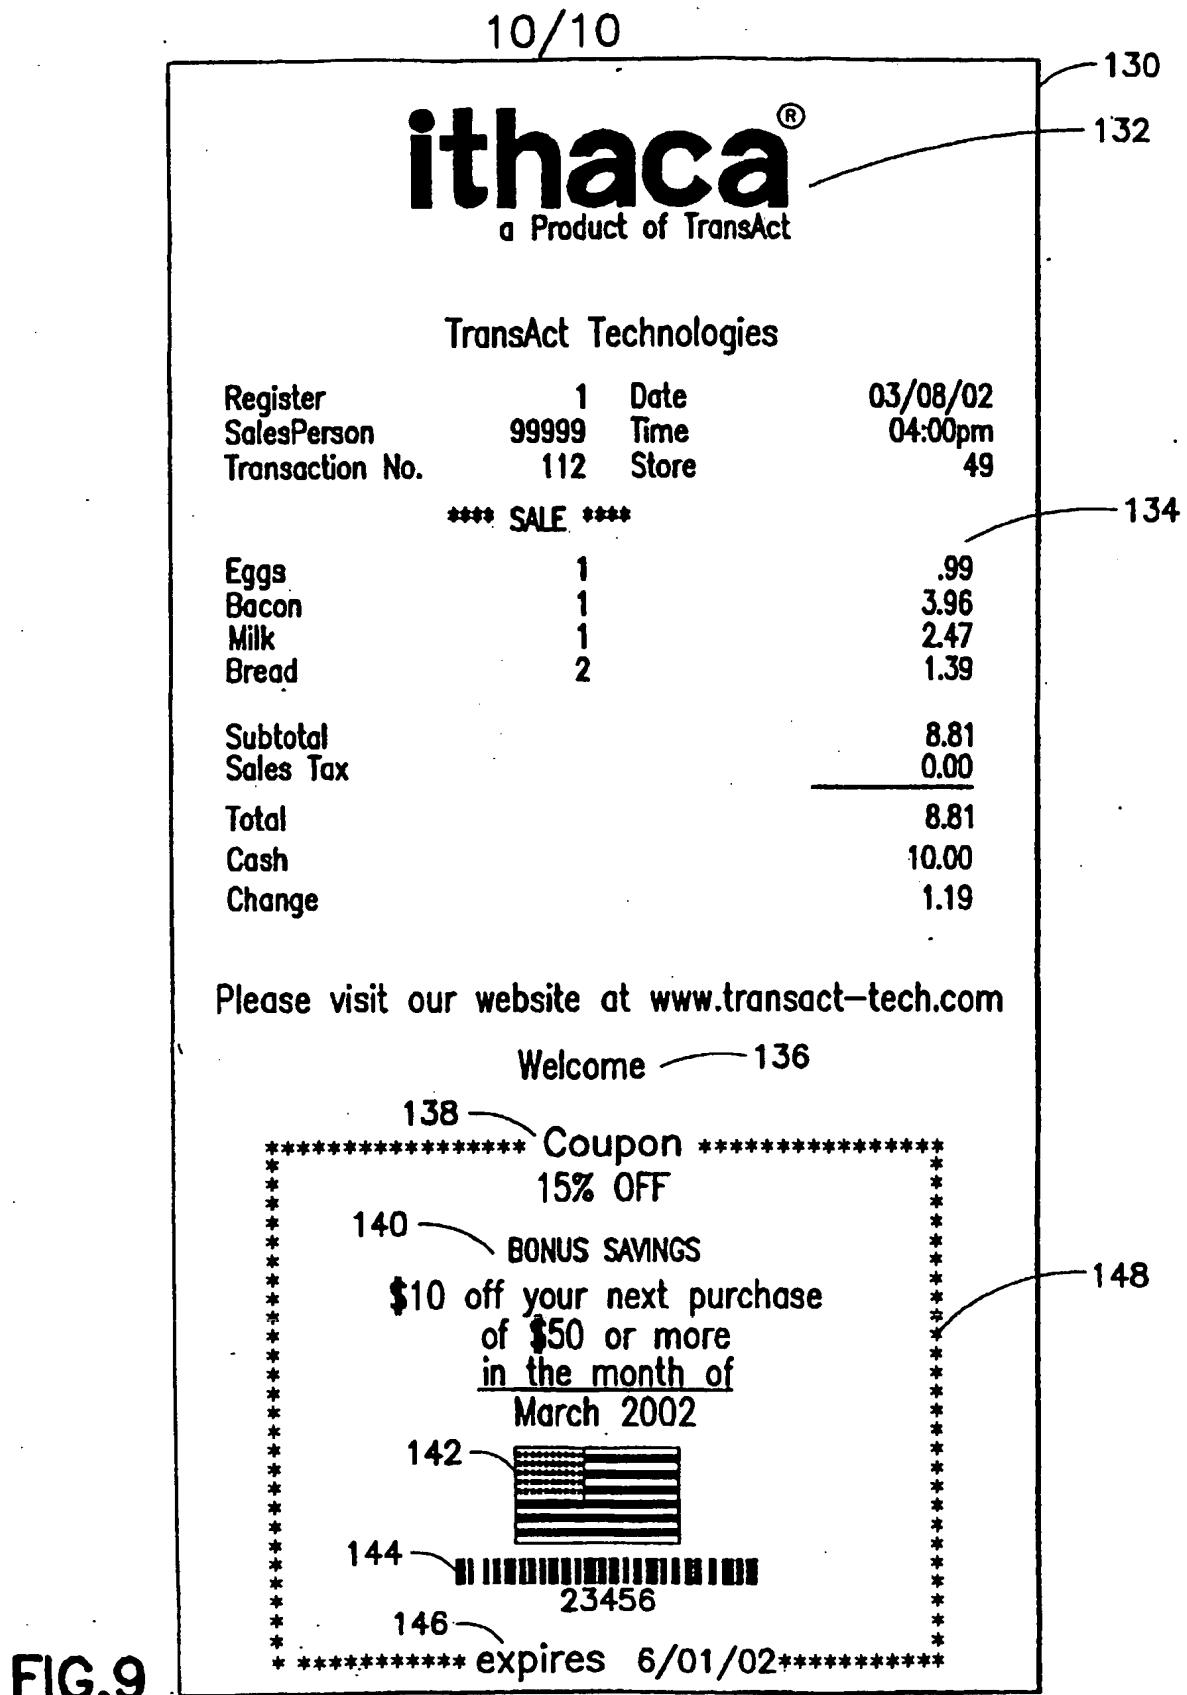 10/10
130
ithaca®
132
a Product of TransAct
TransAct Technologies
Register 1 Date 03/08/02
SalesPerson 99999 Time 04:00pm
Transaction No. 112 Store 49
**** SALE ****
134
Eggs 1 .99
Bacon 1 3.96
Milk 1 2.47
Bread 2 1.39
Subtotal 8.81
Sales Tax 0.00
Total 8.81
Cash 10.00
Change 1.19
Please visit our website at www.transact-tech.com
Welcome 136
138
***************** Coupon ****************
15% OFF
140
BONUS SAVINGS
148
$10 off your next purchase
of $50 or more
in the month of
March 2002
142
144
23456
146
* *********** expires 6/01/02***********
FIG.9